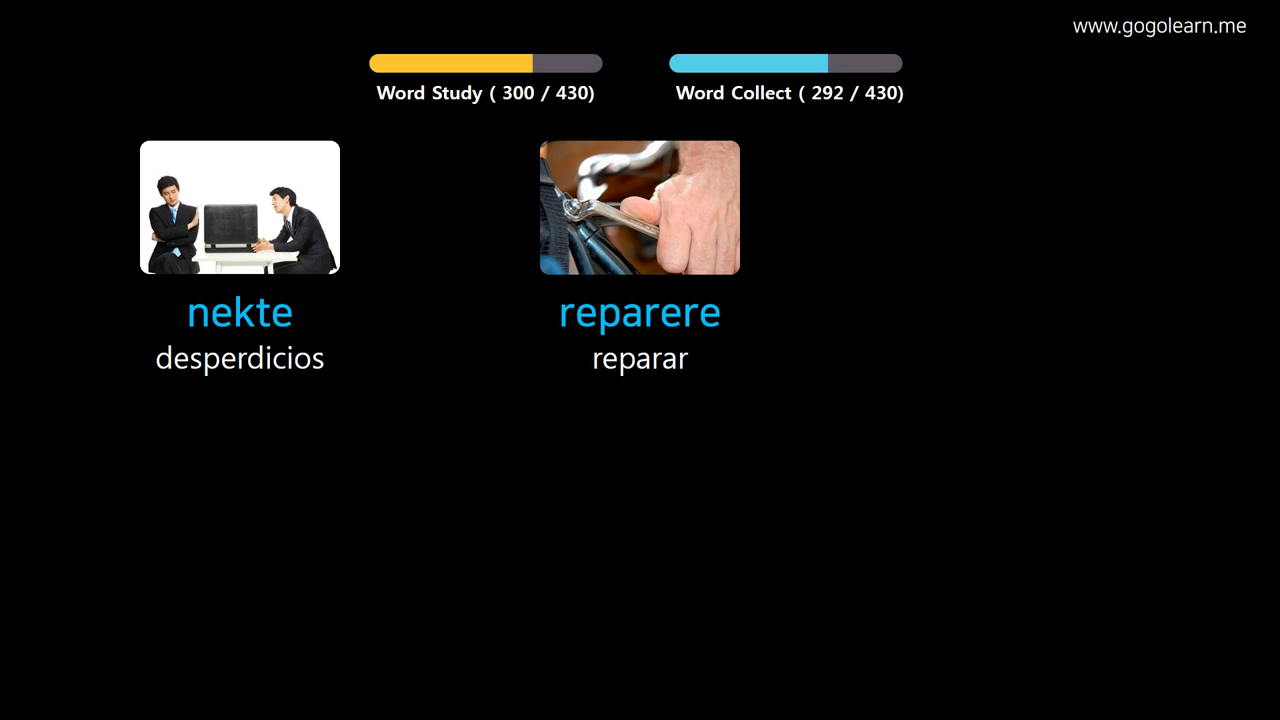 www.gogolearn.me
Word Study ( 300 / 430)
Word Collect ( 292 / 430)
nekte
desperdicios
reparere
reparar